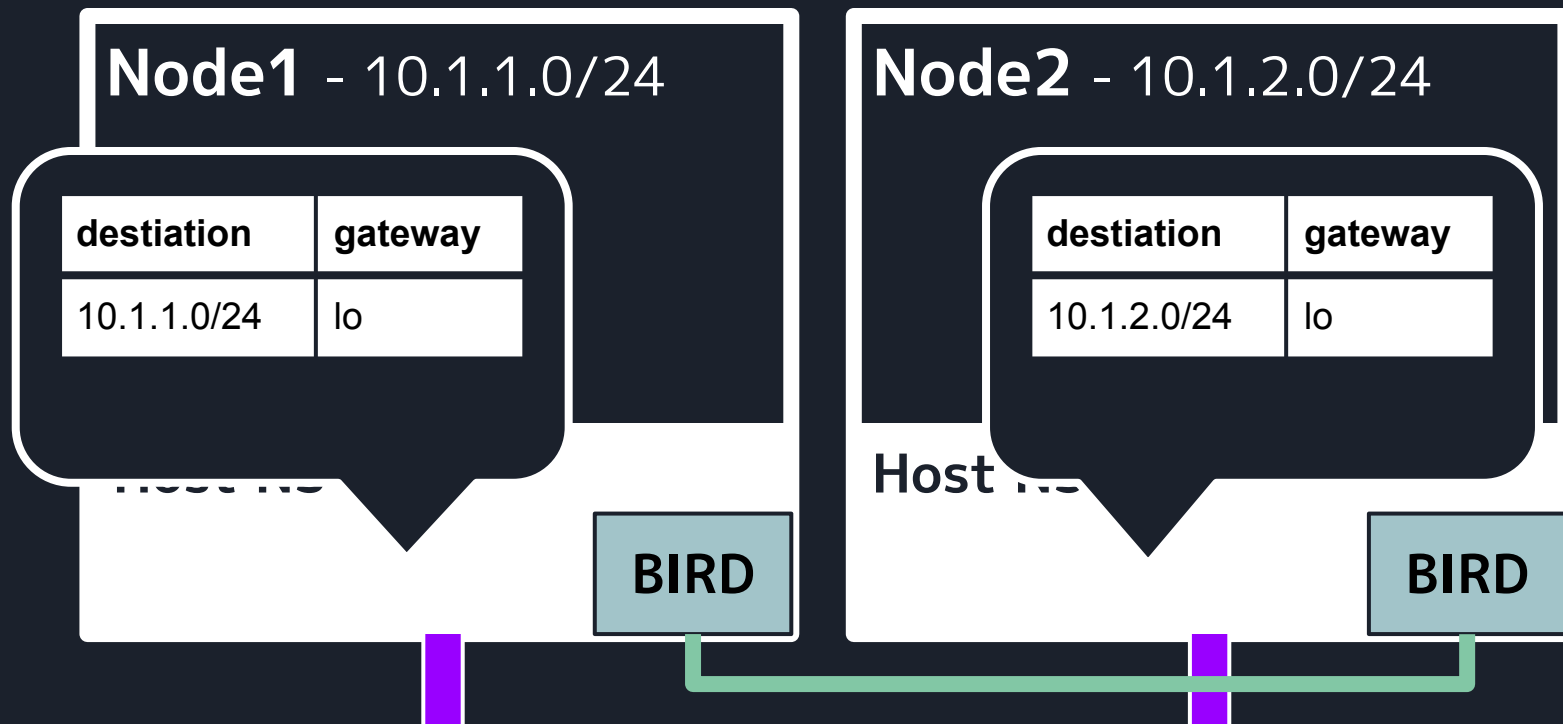 Node1 - 10.1.1.0/24
destiation gateway
10.1.1.0/24 lo
BIRD
Node2 - 10.1.2.0/24
destiation gateway
10.1.2.0/24 lo
Host
BIRD